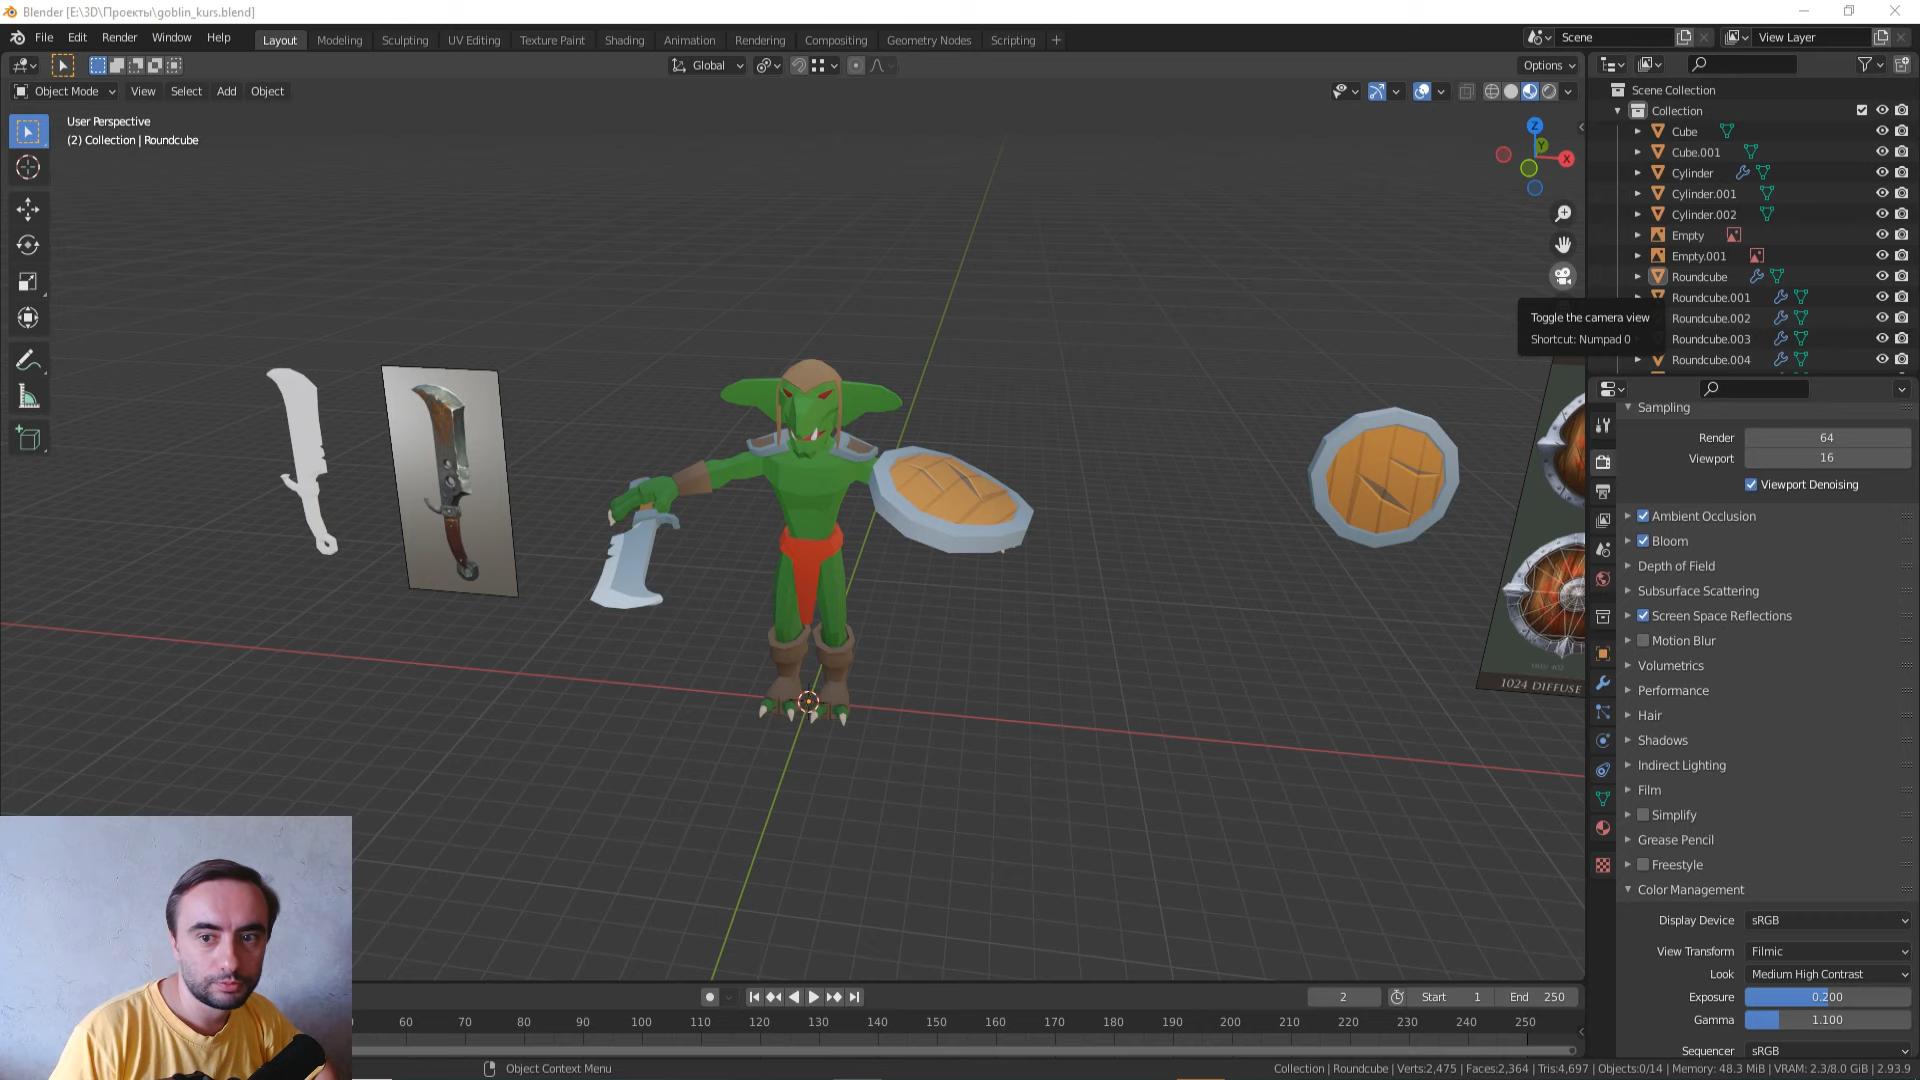 Blender [E:\3D\Проекты\goblin_kurs.blend]
File Edit Render Window Help
Layout Modeling Sculpting UV Editing Texture Paint Shading Animation Rendering Compositing Geometry Nodes Scripting +
Scene
View Layer
Global
Options
Object Mode View Select Add Object
User Perspective
(2) Collection | Roundcube
Z
Y
X
Scene Collection
Collection
Cube
Cube.001
Cylinder
Cylinder.001
Cylinder.002
Empty
Empty.001
Roundcube
Roundcube.001
Roundcube.002
Roundcube.003
Roundcube.004
Toggle the camera view
Shortcut: Numpad 0
Sampling
Render 64
Viewport 16
Viewport Denoising
Ambient Occlusion
Bloom
Depth of Field
Subsurface Scattering
Screen Space Reflections
Motion Blur
Volumetrics
Performance
Hair
Shadows
Indirect Lighting
Film
Simplify
Grease Pencil
Freestyle
Color Management
Display Device sRGB
View Transform Filmic
Look Medium High Contrast
Exposure 0.200
Gamma 1.100
Sequencer sRGB
1024 DIFFUSE
2 Start 1 End 250
60 70 80 90 100 110 120 130 140 150 160 170 180 190 200 210 220 230 240 250
Object Context Menu
Collection | Roundcube | Verts:2,475 | Faces:2,364 | Tris:4,697 | Objects:0/14 | Memory: 48.3 MiB | VRAM: 2.3/8.0 GiB | 2.93.9